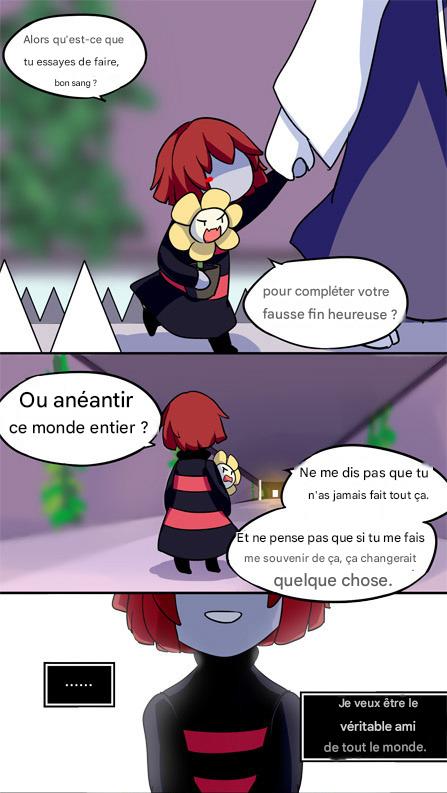 Alors qu'est-ce que
tu essayes de faire,
bon sang ?
pour compléter votre
fausse fin heureuse ?
Ou anéantir
ce monde entier ?
Ne me dis pas que tu
n'as jamais fait tout ça.
Et ne pense pas que si tu me fais
me souvenir de ça, ça changerait
quelque chose.
......
Je veux être le
véritable ami
de tout le monde.